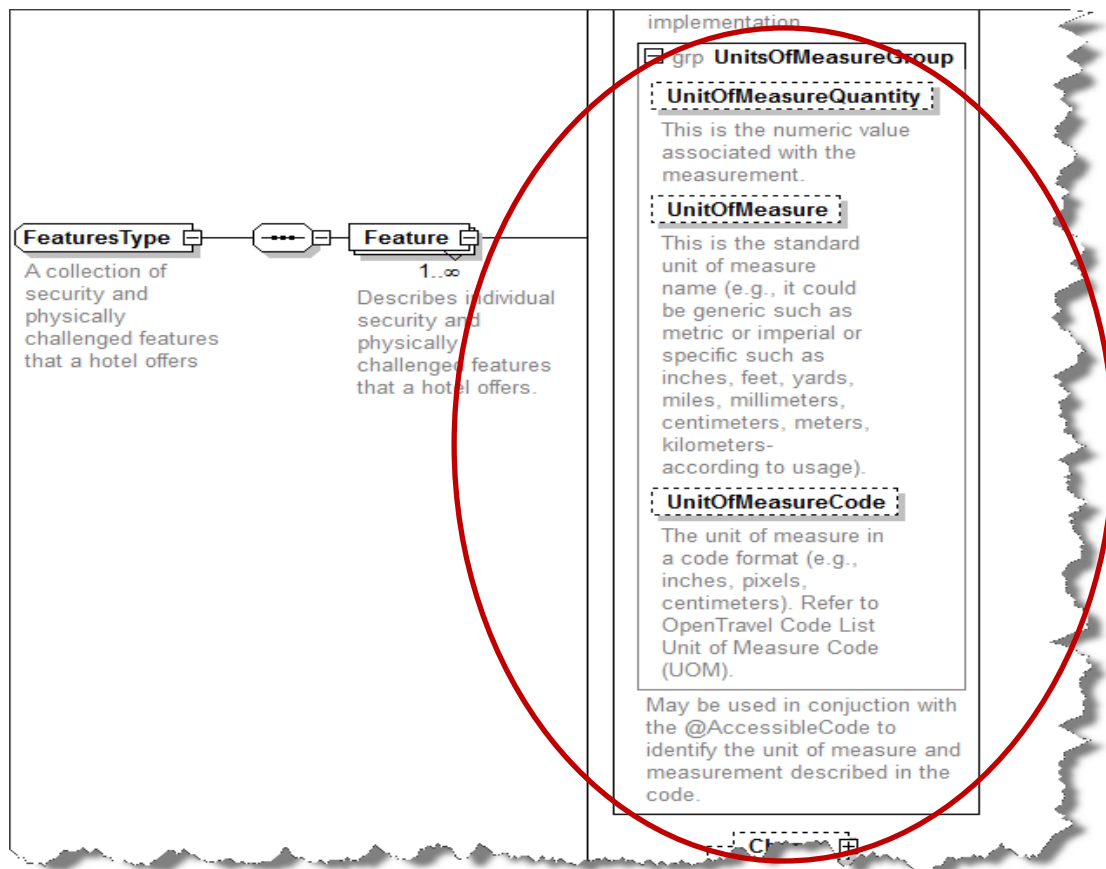 implementation
grp UnitsOfMeasureGroup
UnitOfMeasureQuantity
This is the numeric value
associated with the
measurement.
UnitOfMeasure
This is the standard
unit of measure
name (e.g., it could
be generic such as
metric or imperial or
specific such as
inches, feet, yards,
miles, millimeters,
centimeters, meters,
kilometers-
according to usage).
UnitOfMeasureCode
The unit of measure in
a code format (e.g.,
inches, pixels,
centimeters). Refer to
OpenTravel Code List
Unit of Measure Code
(UOM).
May be used in conjuction with
the @AccessibleCode to
identify the unit of measure and
measurement described in the
code.
FeaturesType
A collection of
security and
physically
challenged features
that a hotel offers
Feature
1..∞
Describes individual
security and
physically
challenged features
that a hotel offers.